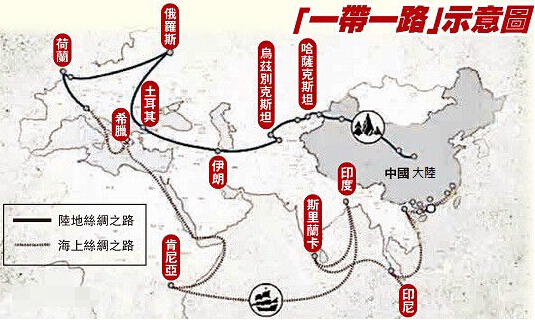 「一帶一路」示意圖
俄羅斯
荷蘭
土耳其
希臘
烏茲別克斯坦
哈薩克斯坦
伊朗
中國大陸
印度
斯里蘭卡
肯尼亞
印尼
陸地絲綢之路
海上絲綢之路